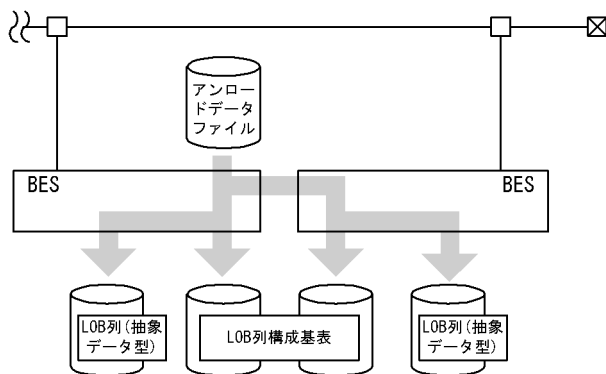 アンロー
ドデータ
ファイル
BES
BES
LOB列(抽象
データ型)
LOB列構成基表
LOB列(抽象
データ型)